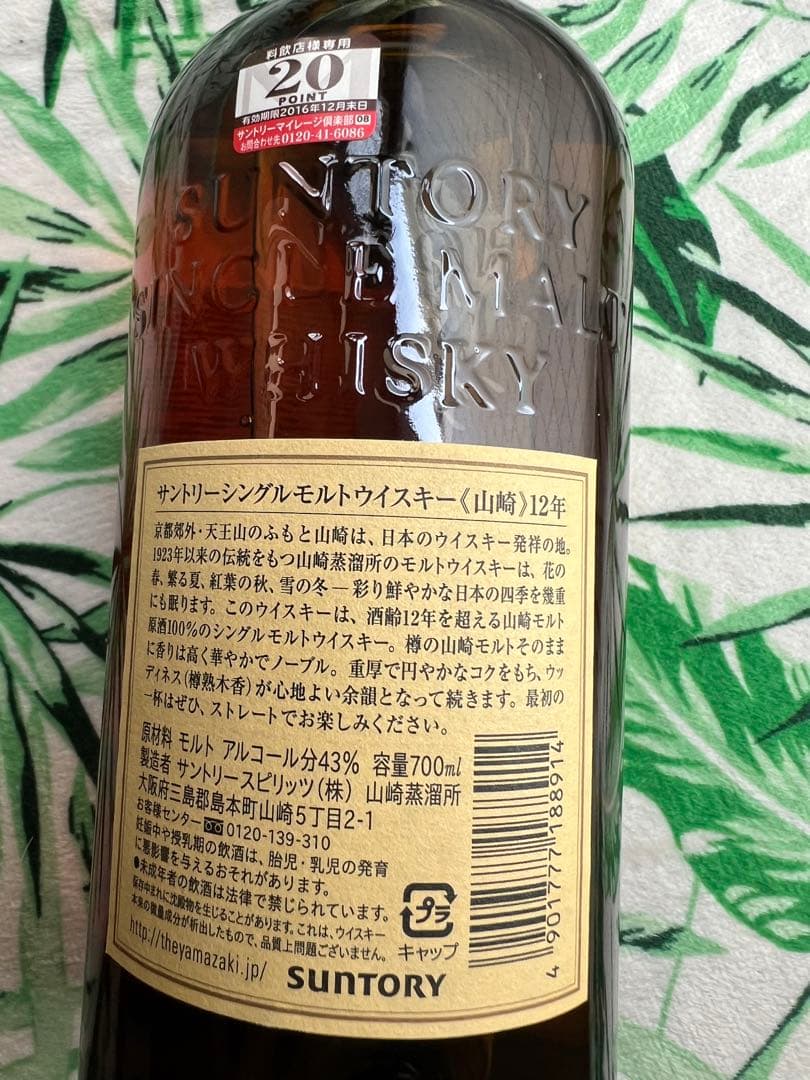 料飲店様専用
20
POINT
有効期限2016年12月末日
サントリーマイレージ倶楽部 08
お問合わせ先 0120-41-6086
SUNTORY
SINGLE MALT
WHISKY
サントリーシングルモルトウイスキー《山崎》12年
京都郊外・天王山のふもと山崎は、日本のウイスキー発祥の地。
1923年以来の伝統をもつ山崎蒸溜所のモルトウイスキーは、花の
春、繁る夏、紅葉の秋、雪の冬―彩り鮮やかな日本の四季を幾重
にも眠ります。このウイスキーは、酒齢12年を超える山崎モルト
原酒100%のシングルモルトウイスキー。樽の山崎モルトそのまま
に香りは高く華やかでノーブル。重厚で円やかなコクをもち、ウッ
ディネス(樽熟木香)が心地よい余韻となって続きます。最初の
一杯はぜひ、ストレートでお楽しみください。
原材料 モルト アルコール分43% 容量700ml
製造者 サントリースピリッツ(株) 山崎蒸溜所
大阪府三島郡島本町山崎5丁目2-1
お客様センター 0120-139-310
妊娠中や授乳期の飲酒は、胎児・乳児の発育
に悪影響を与えるおそれがあります。
●未成年者の飲酒は法律で禁じられています。
保存中まれに沈殿物を生じることがあります。これは、ウイスキー
本来の微量成分が析出したもので、品質上問題ございません。
http://theyamazaki.jp/
プラ
キャップ
SUNTORY
4 901777 188914